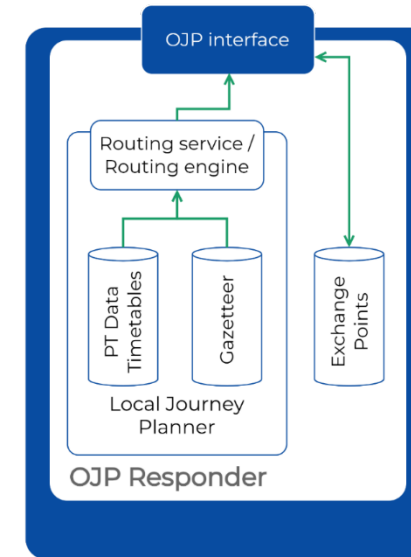 OJP interface
Routing service /
Routing engine
PT Data
Timetables
Gazetteer
Exchange
Points
Local Journey
Planner
OJP Responder